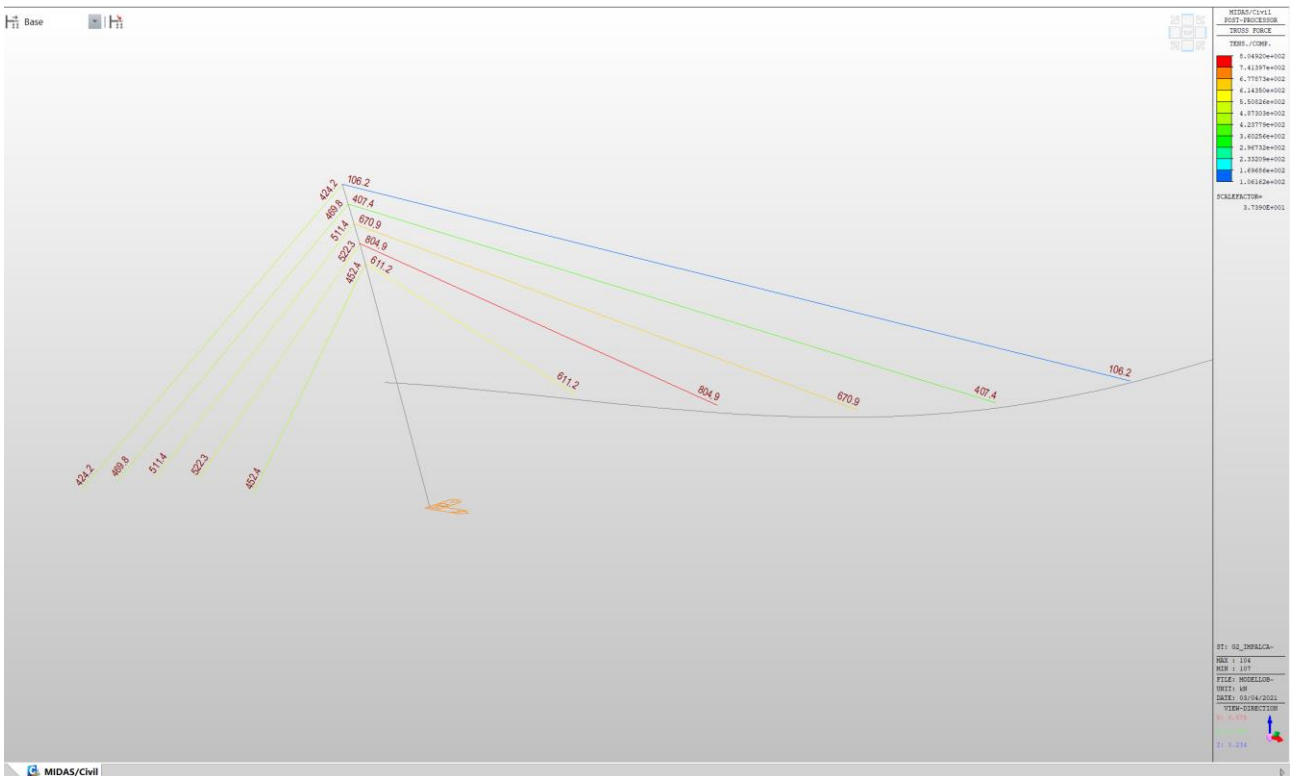 Base
MIDAS/Civil
POST-PROCESSOR
TRUSS FORCE
TENS./COMP.
8.04920e+002
7.41397e+002
6.77873e+002
6.14350e+002
5.50826e+002
4.87303e+002
4.23779e+002
3.60256e+002
2.96732e+002
2.33209e+002
1.69686e+002
1.06162e+002
SCALEFACTOR=
3.7390E+001
424.2 106.2
469.8 407.4
511.4 670.9
522.3 804.9
452.4 611.2
106.2
611.2
804.9
670.9
407.4
424.2
469.8
511.4
522.3
452.4
ST: G2_IMPALCA~
MAX : 104
MIN : 107
FILE: MODELLOB~
UNIT: kN
DATE: 03/04/2021
VIEW-DIRECTION
Z: 0.234
MIDAS/Civil